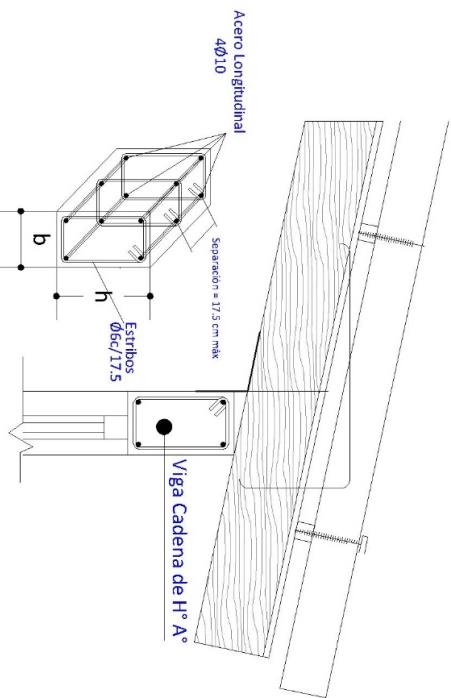 Acero Longitudinal
4Ø10
Separación = 17.5 cm máx
b
h
Estribos
Ø6c/17.5
Viga Cadena de H° A°